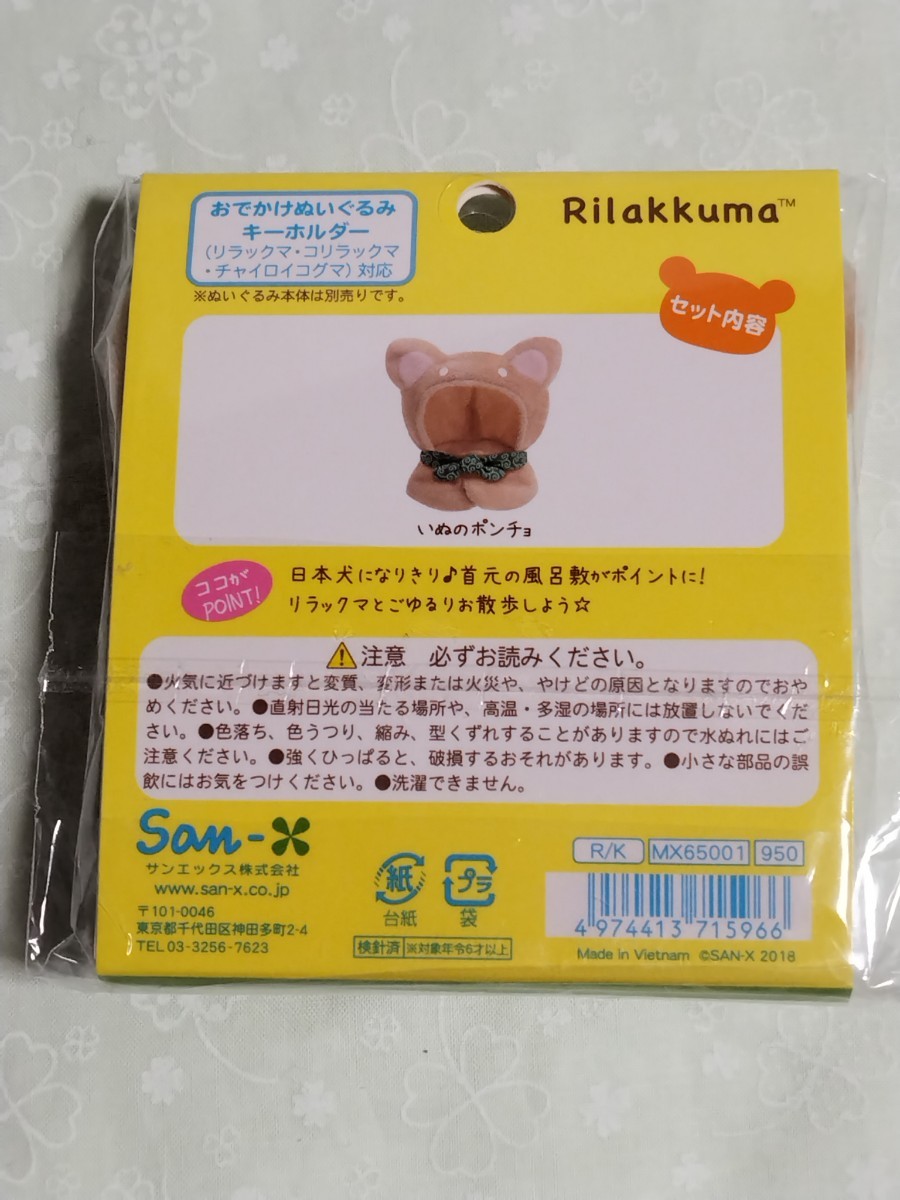 おでかけぬいぐるみ
キーホルダー
(リラックマ・コリラックマ
・チャイロイコグマ)対応
※ぬいぐるみ本体は別売りです。
Rilakkuma™
セット内容
いぬのポンチョ
ココが
POINT!
日本犬になりきり♪首元の風呂敷がポイントに!
リラックマとごゆるりお散歩しよう☆
⚠注意 必ずお読みください。
●火気に近づけますと変質、変形または火災や、やけどの原因となりますのでおや
めください。●直射日光の当たる場所や、高温・多湿の場所には放置しないでくだ
さい。●色落ち、色うつり、縮み、型くずれすることがありますので水ぬれにはご
注意ください。●強くひっぱると、破損するおそれがあります。●小さな部品の誤
飲にはお気をつけください。●洗濯できません。
San-X
サンエックス株式会社
www.san-x.co.jp
〒101-0046
東京都千代田区神田多町2-4
TEL 03-3256-7623
紙
台紙
プラ
袋
検針済 ※対象年令6才以上
R/K MX65001 950
4 974413 715966
Made in Vietnam ©SAN-X 2018